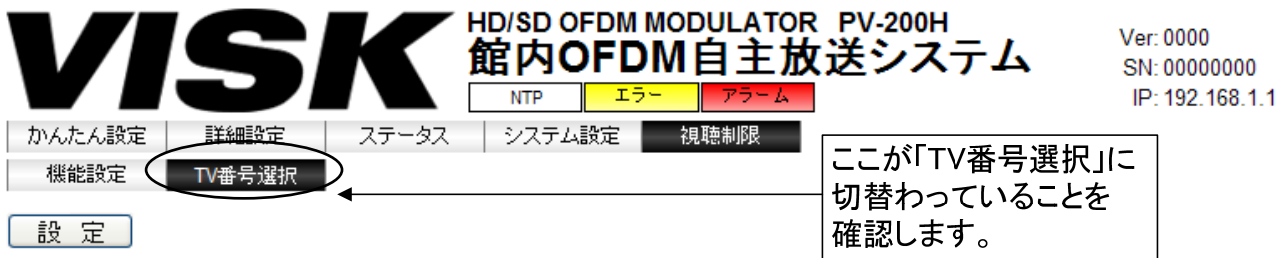 VISK
HD/SD OFDM MODULATOR PV-200H
館内OFDM自主放送システム
NTP エラー アラーム
Ver: 0000
SN: 00000000
IP: 192.168.1.1
かんたん設定 詳細設定 ステータス システム設定 視聴制限
機能設定 TV番号選択
ここが「TV番号選択」に
切替わっていることを
確認します。
設 定